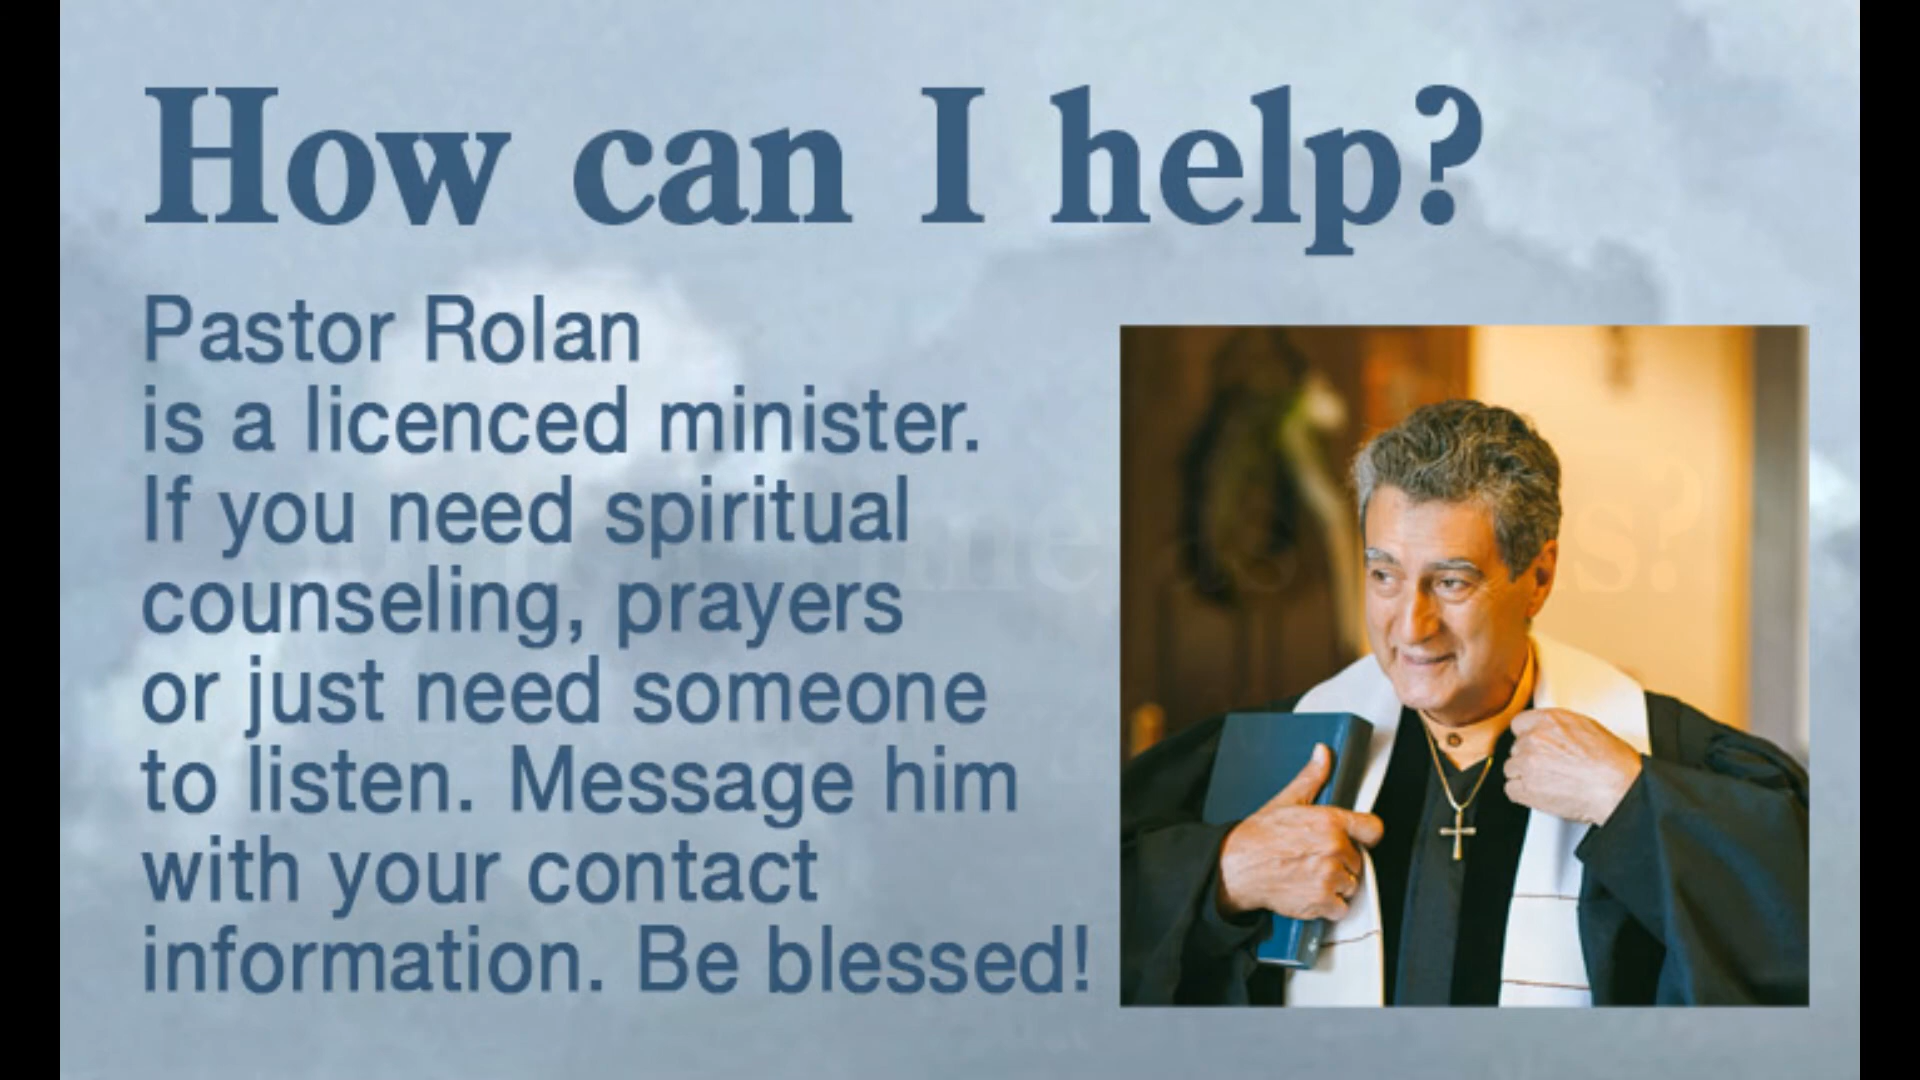 How can I help?
Pastor Rolan
is a licenced minister.
If you need spiritual
counseling, prayers
or just need someone
to listen. Message him
with your contact
information. Be blessed!